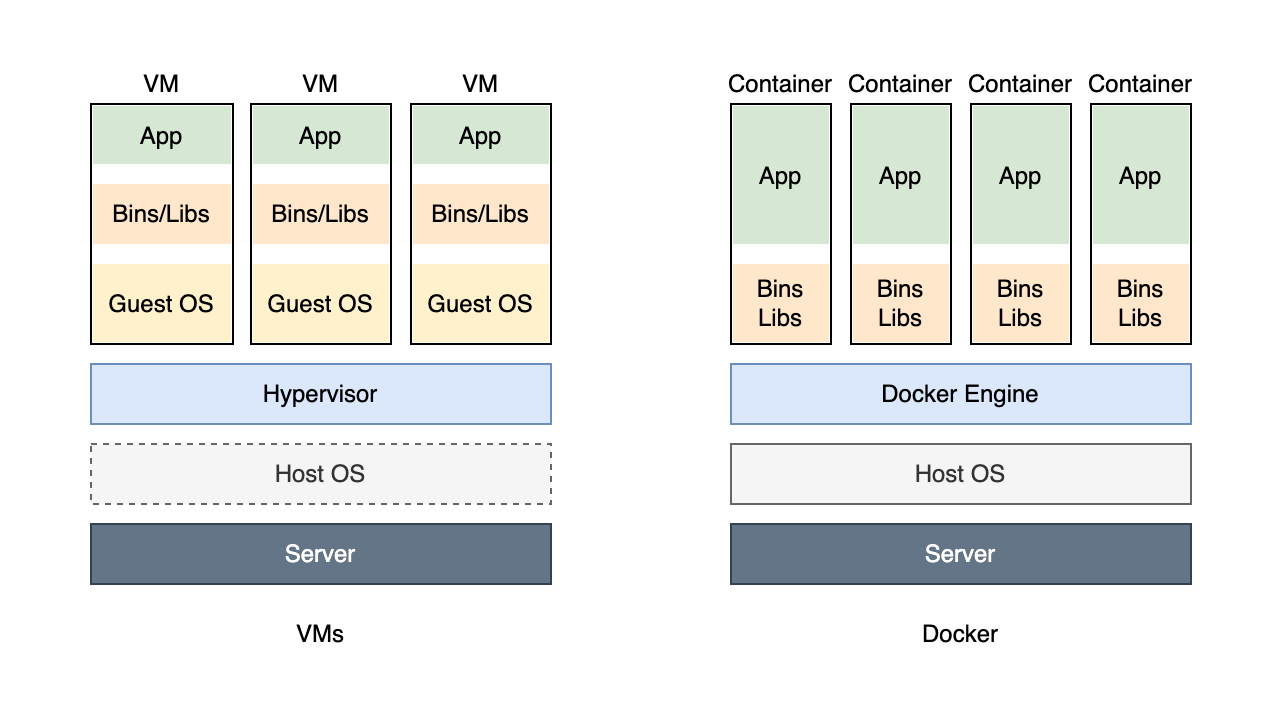 VM
VM
VM
App
App
App
Bins/Libs
Bins/Libs
Bins/Libs
Guest OS
Guest OS
Guest OS
Hypervisor
Host OS
Server
VMs
Container
Container
Container
Container
App
App
App
App
Bins
Libs
Bins
Libs
Bins
Libs
Bins
Libs
Docker Engine
Host OS
Server
Docker